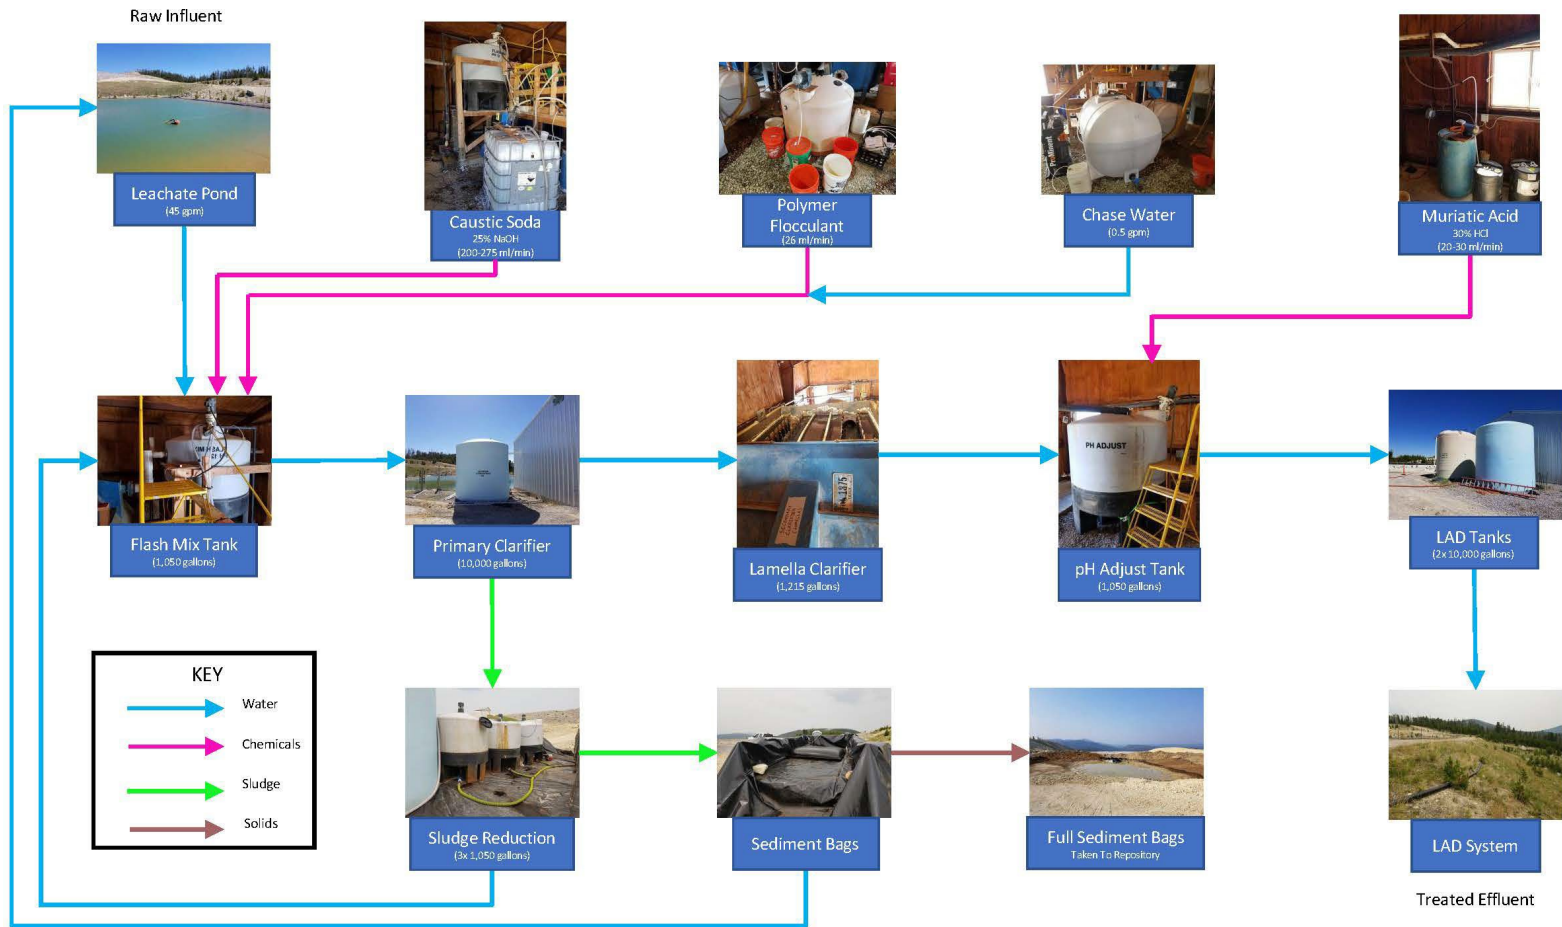 Raw Influent
Leachate Pond
(45 gpm)
Caustic Soda
25% NaOH
(200-275 ml/min)
Polymer
Flocculant
(26 ml/min)
Chase Water
(0.5 gpm)
Muriatic Acid
30% HCl
(20-30 ml/min)
PH ADJUST
Flash Mix Tank
(1,050 gallons)
Primary Clarifier
(10,000 gallons)
Lamella Clarifier
(1,215 gallons)
pH Adjust Tank
(1,050 gallons)
LAD Tanks
(2x 10,000 gallons)
KEY
Water
Chemicals
Sludge
Solids
Sludge Reduction
(3x 1,050 gallons)
Sediment Bags
Full Sediment Bags
Taken To Repository
LAD System
Treated Effluent